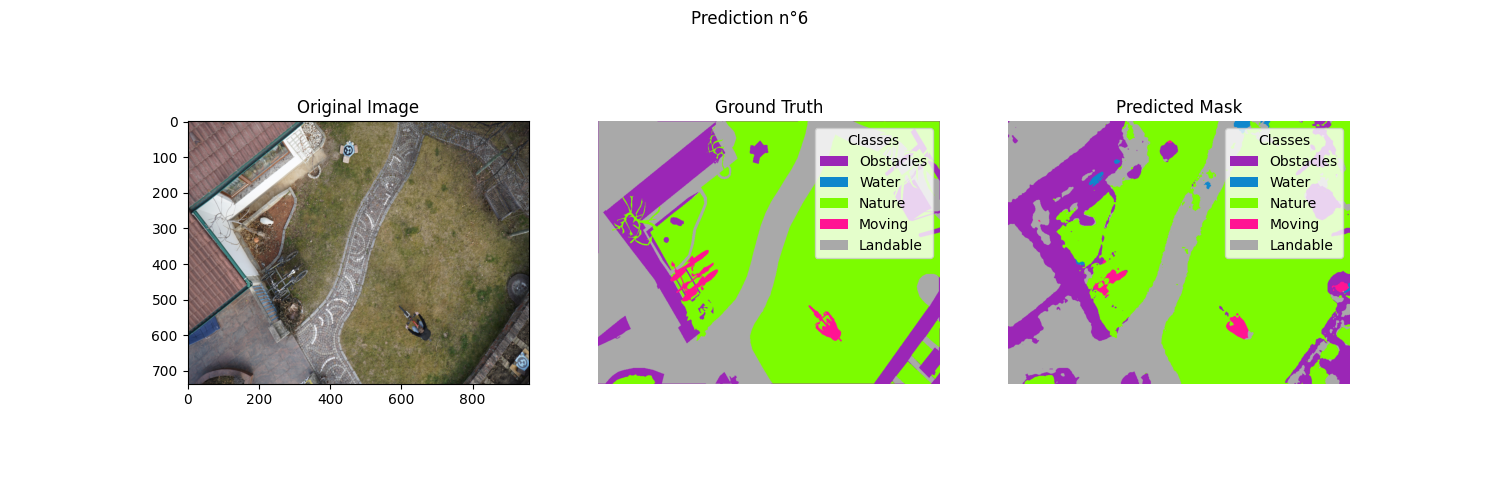 Prediction n°6
Original Image
Ground Truth
Predicted Mask
0
100
200
300
400
500
600
700
0
200
400
600
800
Classes
Obstacles
Water
Nature
Moving
Landable
Classes
Obstacles
Water
Nature
Moving
Landable